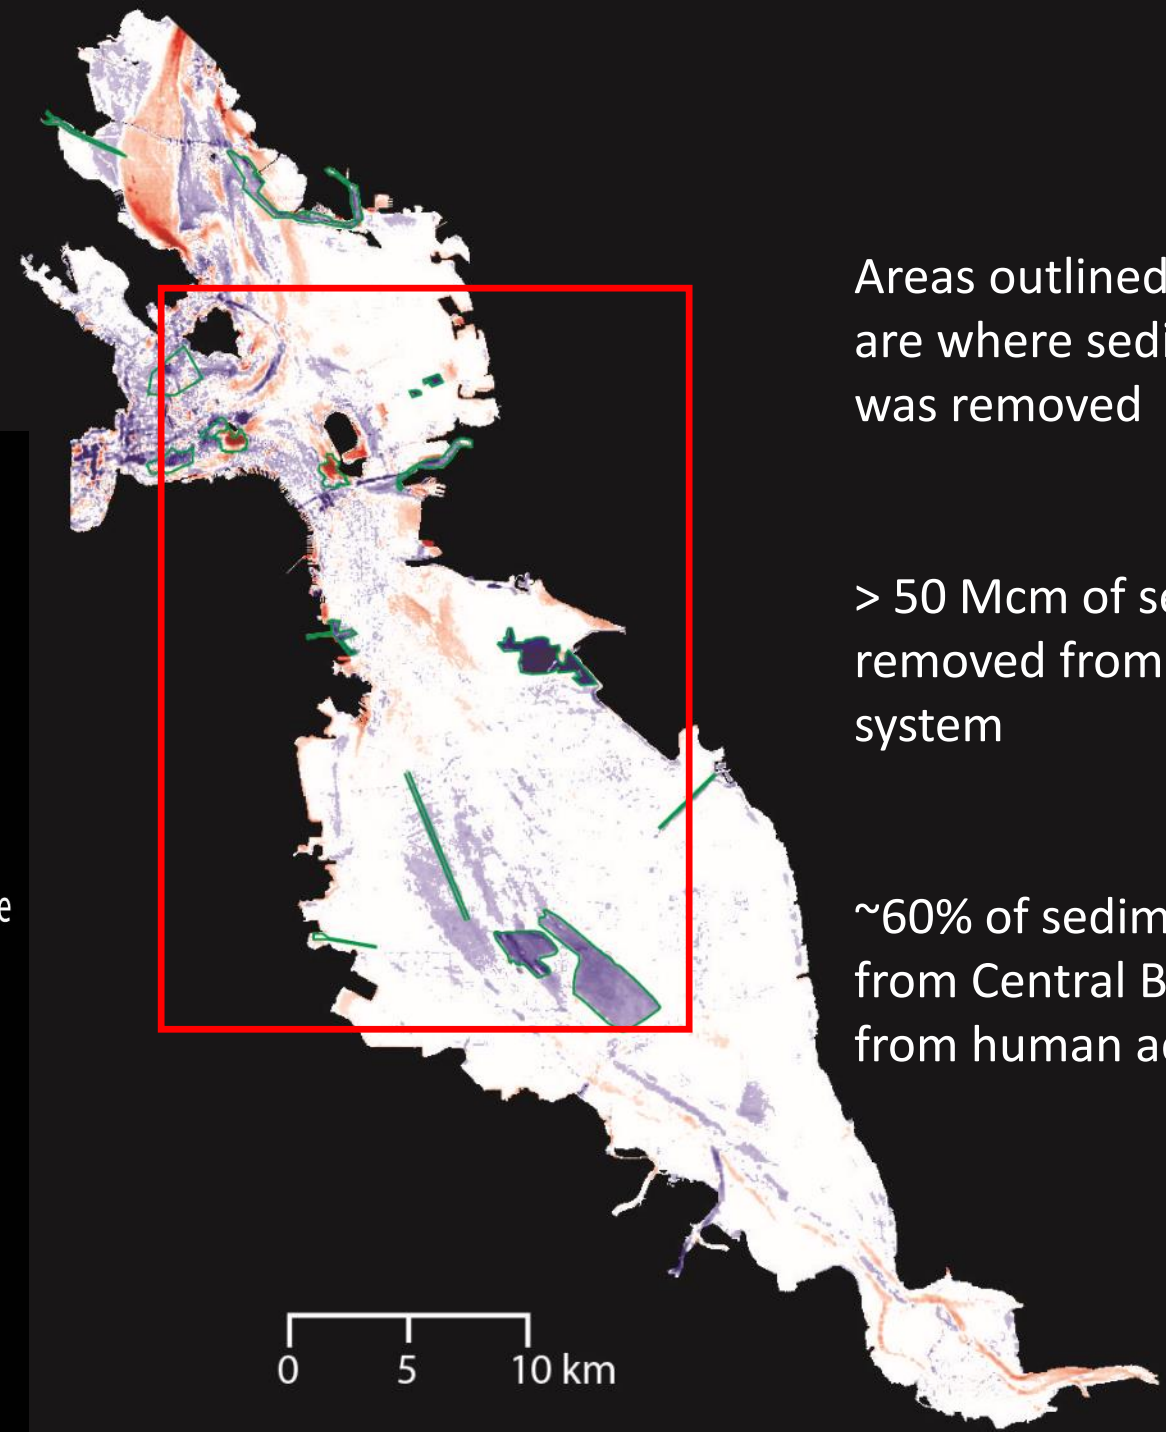 Areas outlined
are where sedi
was removed
> 50 Mcm of se
removed from
system
~60% of sedim
from Central B
from human a
e
0 5 10 km